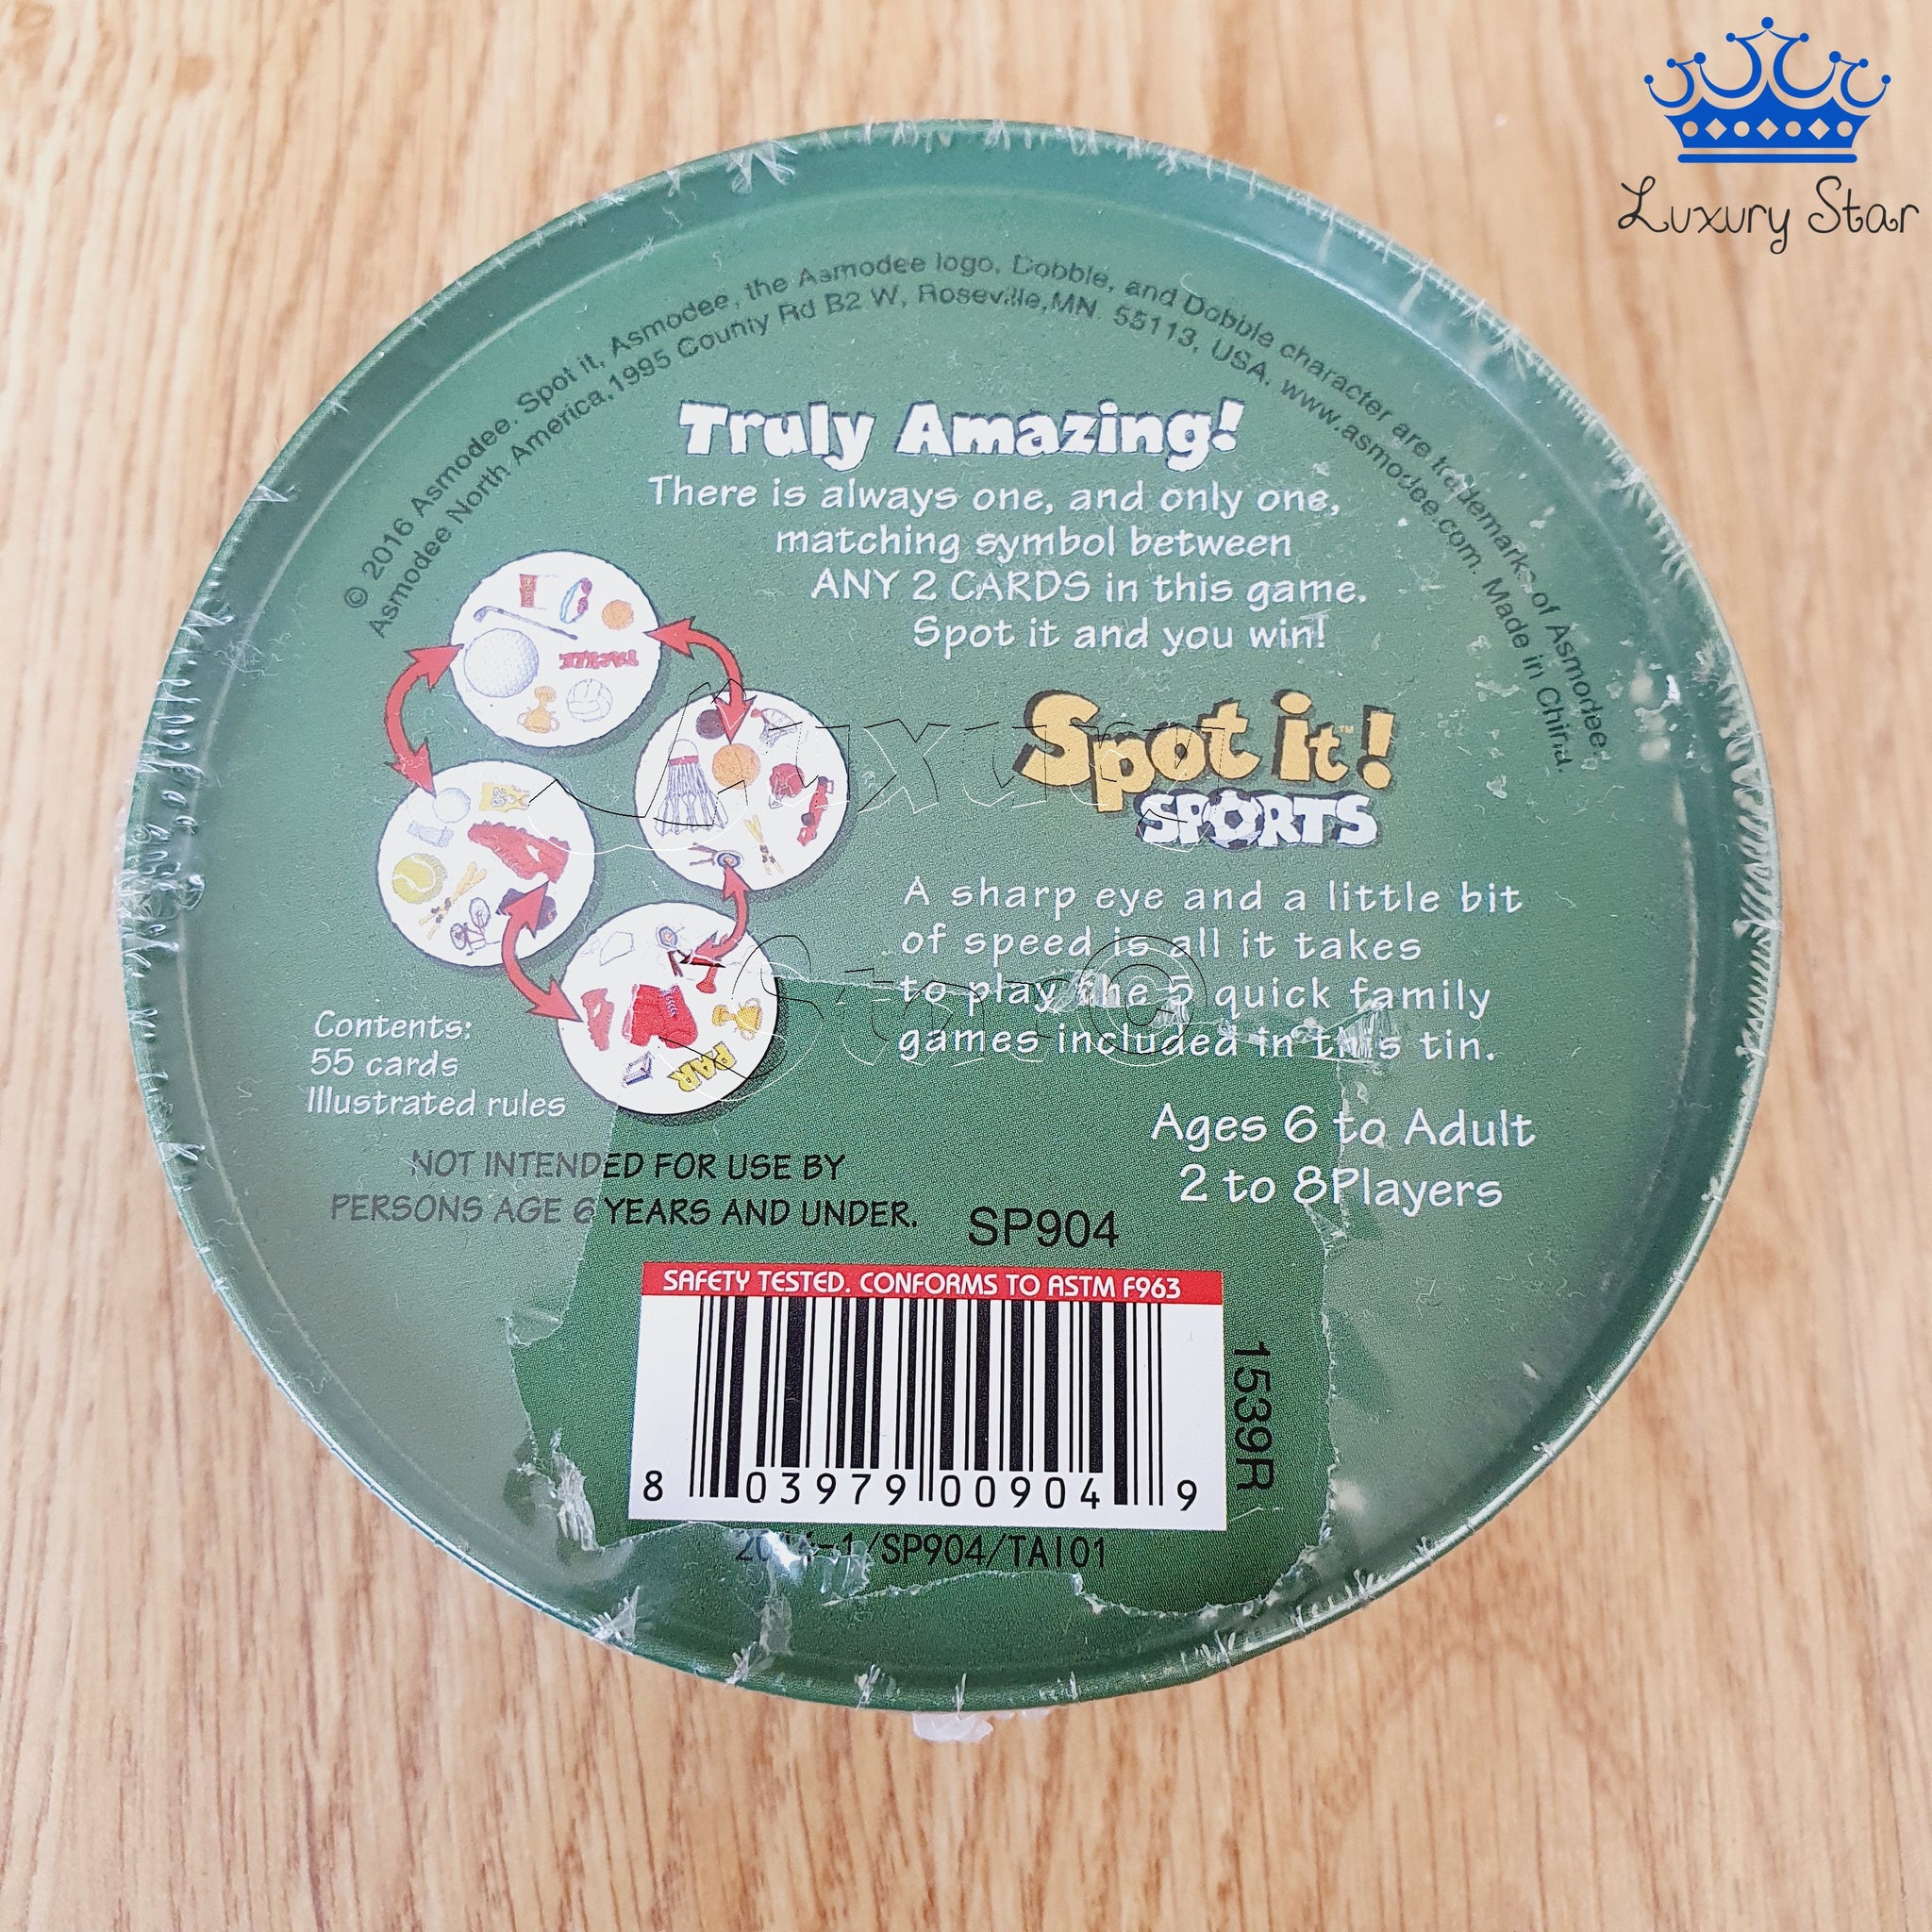 Luxury Star
© 2016 Asmodee. Spot it, Asmodee, the Asmodee logo, Dobble, and Dobble character are trademarks of Asmodee.
Asmodee North America, 1995 County Rd B2 W, Roseville, MN 55113, USA. www.asmodee.com. Made in China.
Truly Amazing!
There is always one, and only one,
matching symbol between
ANY 2 CARDS in this game.
Spot it and you win!
TACKLE
Spot it!™
SPORTS
A sharp eye and a little bit
of speed is all it takes
to play the 5 quick family
games included in this tin.
Luxury
Star©
PAR
Contents:
55 cards
Illustrated rules
Ages 6 to Adult
2 to 8Players
NOT INTENDED FOR USE BY
PERSONS AGE 6 YEARS AND UNDER.
SP904
SAFETY TESTED. CONFORMS TO ASTM F963
1539R
8 03979 00904 9
/SP904/TAI01